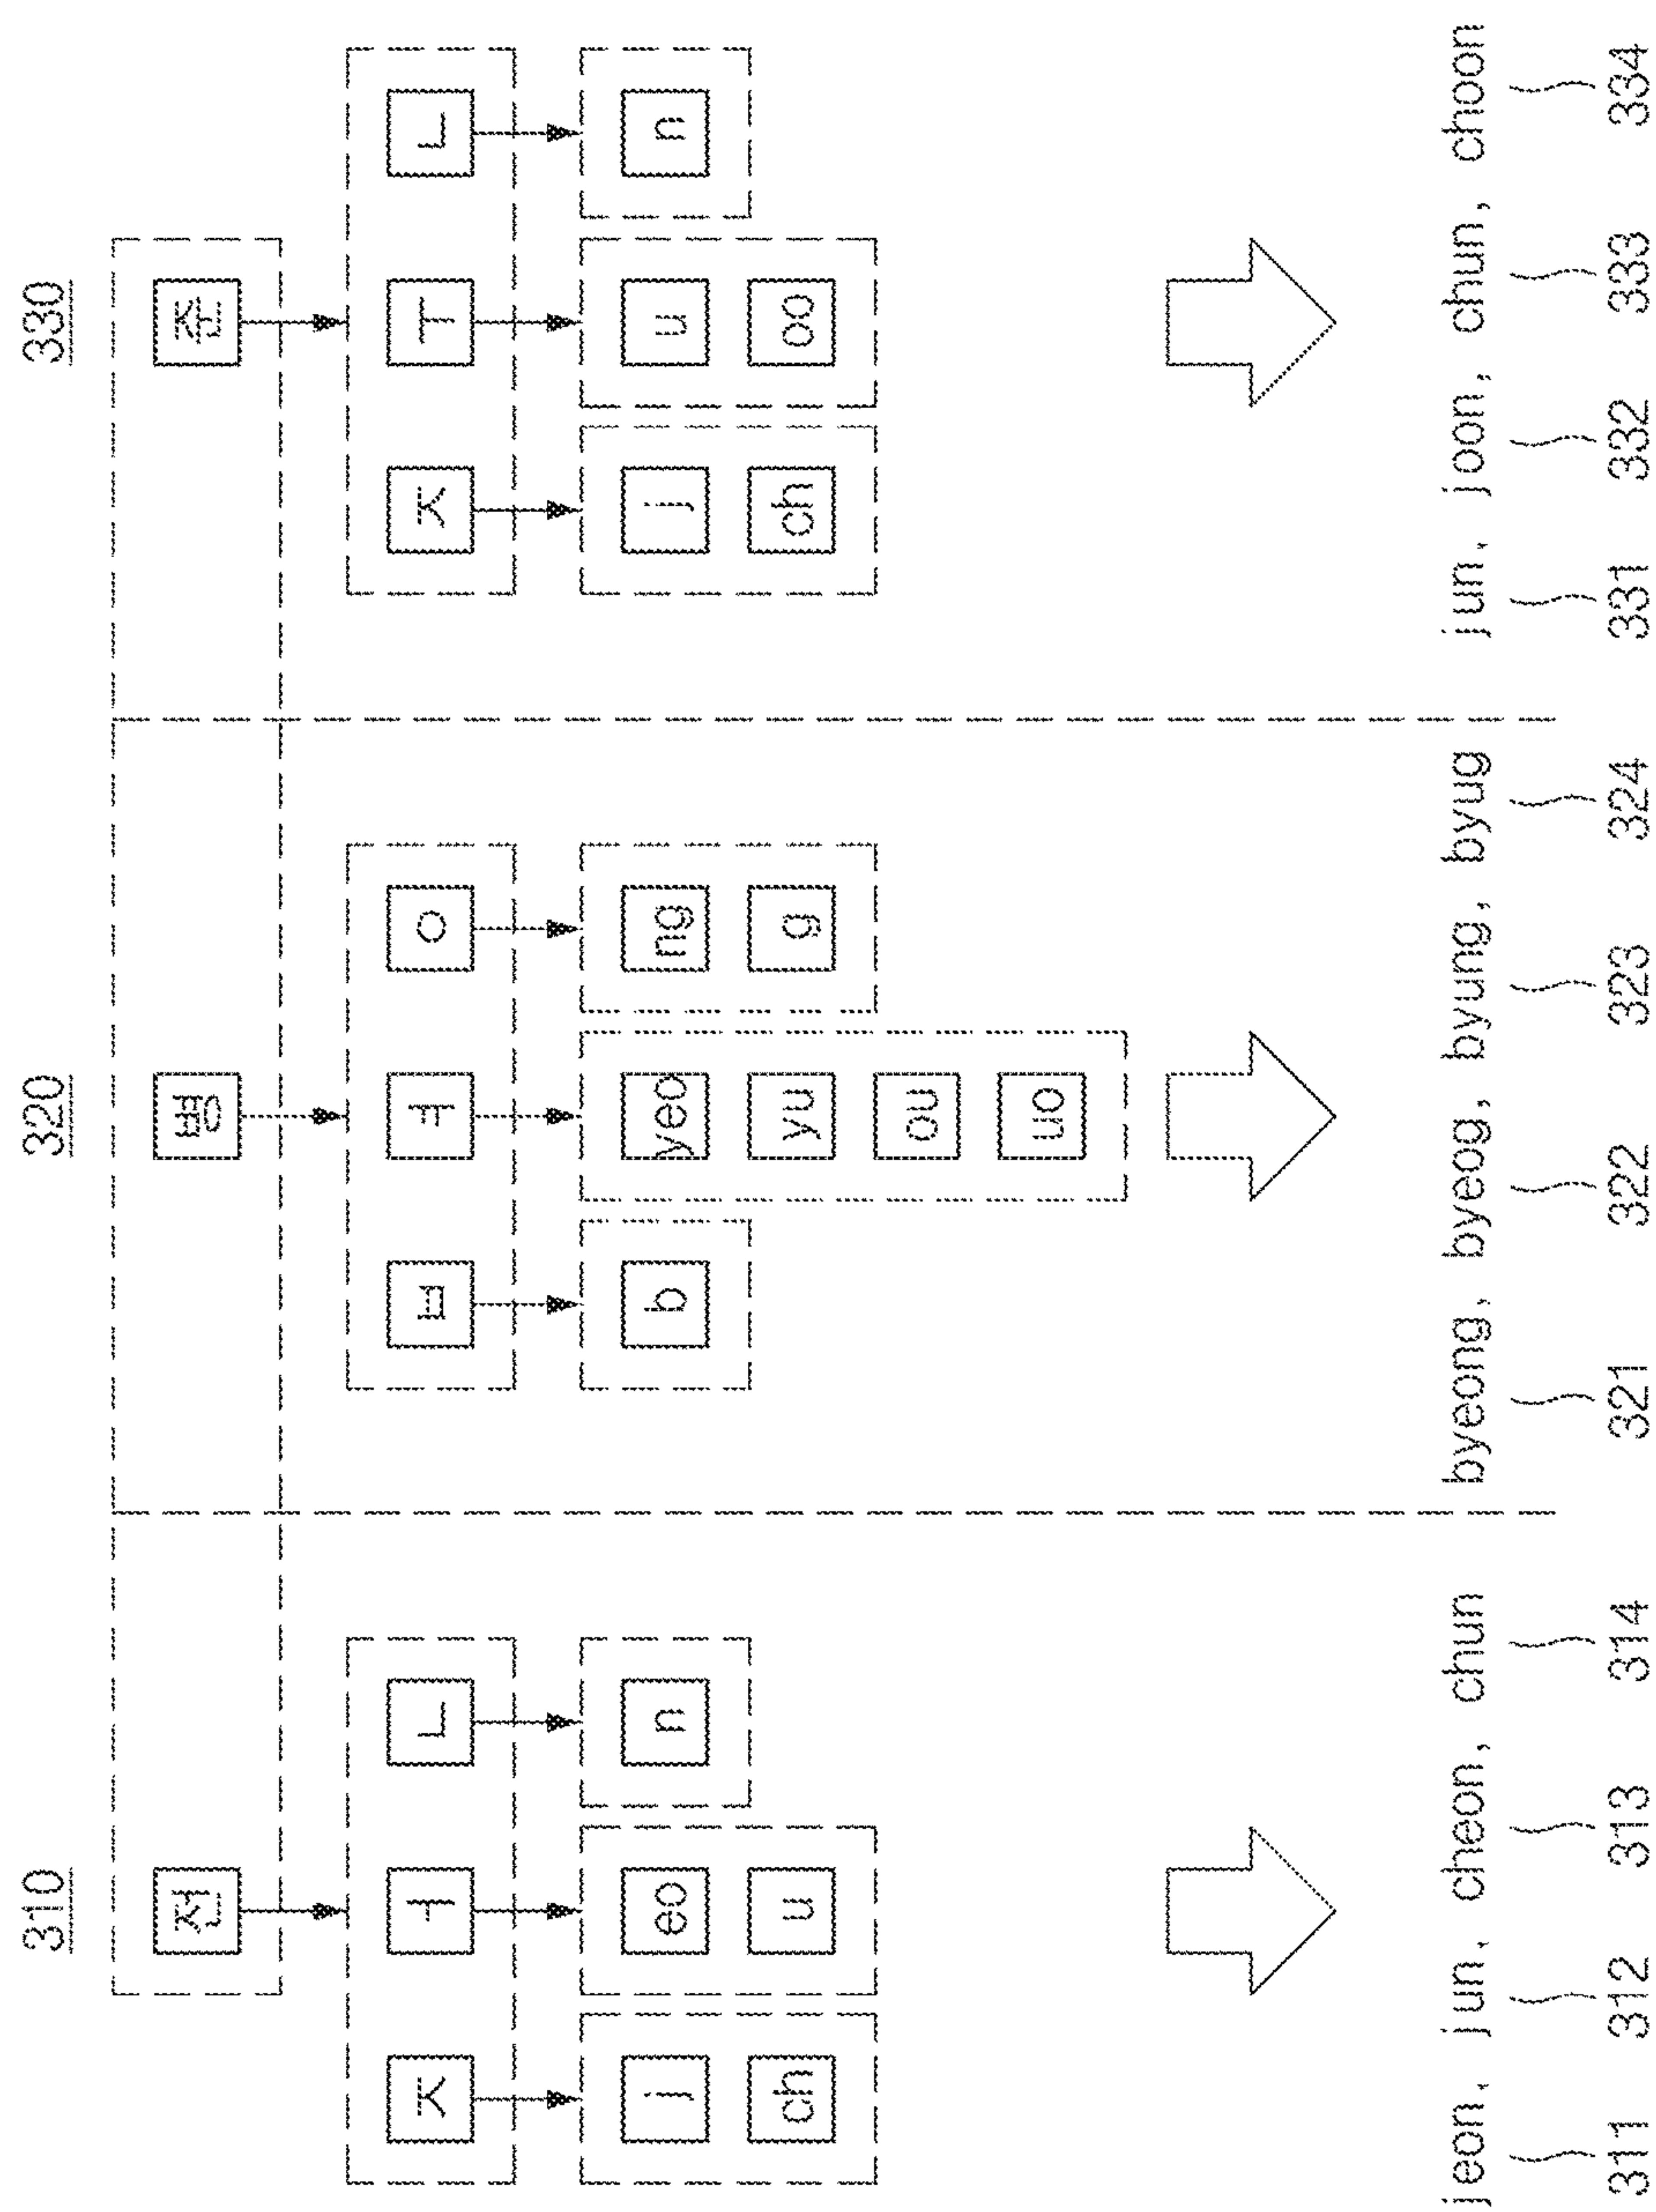 310 320 330
전 병 준
ㅈ ㅓ ㄴ ㅂ ㅕ ㅇ ㅈ ㅜ ㄴ
j eo n b yeo ng j u n
ch u yu g ch oo
ou
uo
jeon, jun, cheon, chun byeong, byeog, byung, byug jun, joon, chun, choon
311 312 313 314 321 322 323 324 331 332 333 334